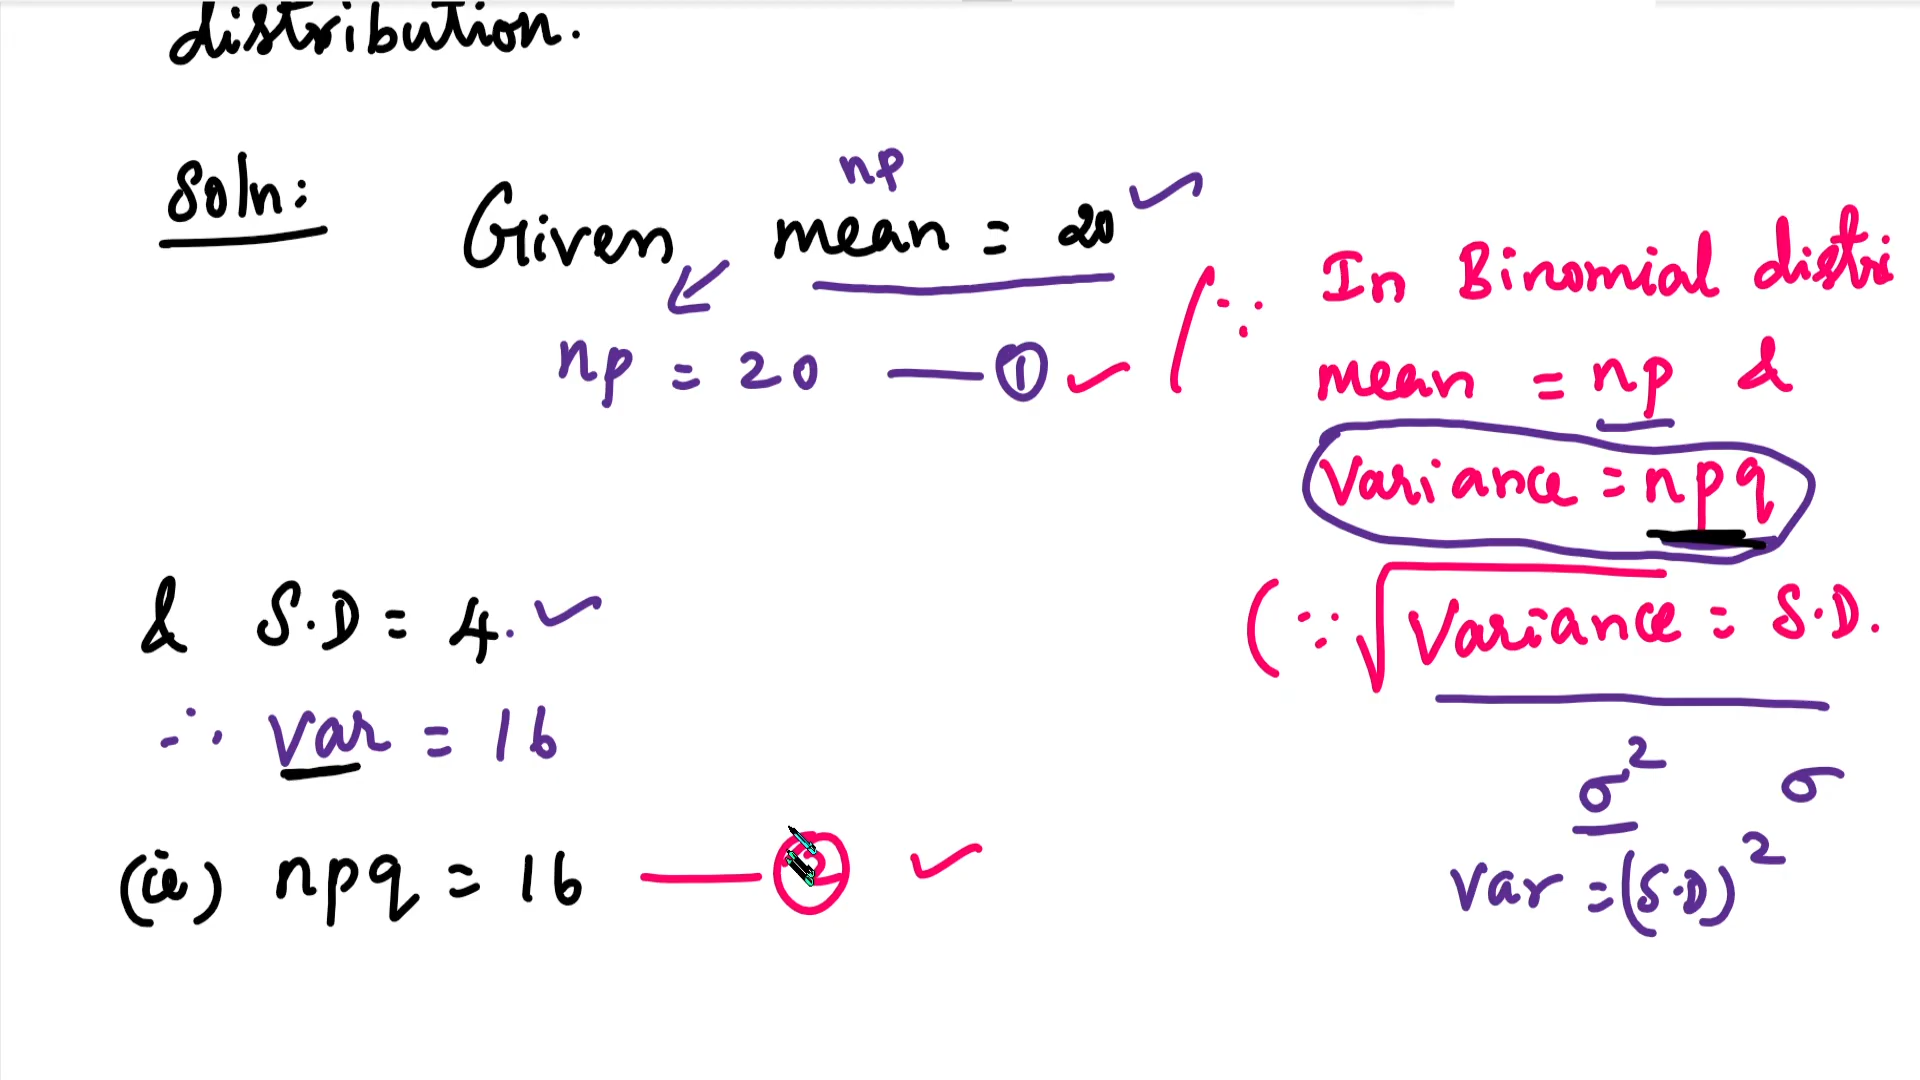 distribution.
Soln:
np
Given mean = 20
np = 20 — ①
(∵ In Binomial distri
mean = np &
Variance = npq
(∵ √Variance = S.D.
σ² σ
Var = (S.D)²
& S.D = 4.
∴ Var = 16
(ie) npq = 16 — ②